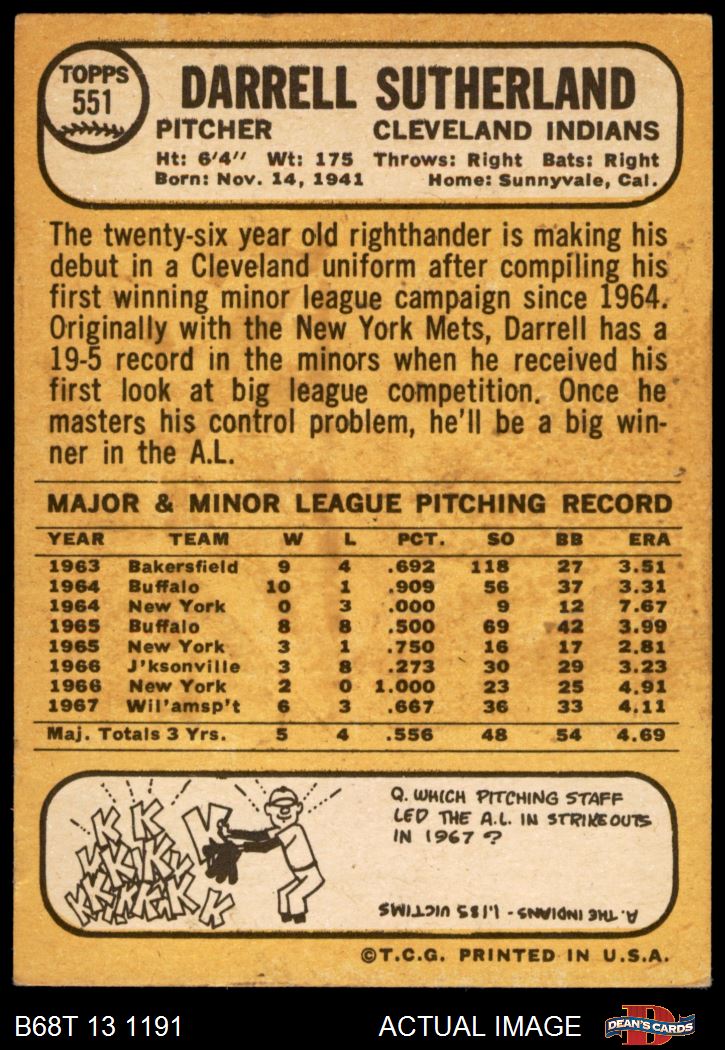 TOPPS
551
DARRELL SUTHERLAND
PITCHER CLEVELAND INDIANS
Ht: 6'4" Wt: 175 Throws: Right Bats: Right
Born: Nov. 14, 1941 Home: Sunnyvale, Cal.
The twenty-six year old righthander is making his
debut in a Cleveland uniform after compiling his
first winning minor league campaign since 1964.
Originally with the New York Mets, Darrell has a
19-5 record in the minors when he received his
first look at big league competition. Once he
masters his control problem, he'll be a big win-
ner in the A.L.
MAJOR & MINOR LEAGUE PITCHING RECORD
YEAR TEAM W L PCT. SO BB ERA
1963 Bakersfield 9 4 .692 118 27 3.51
1964 Buffalo 10 1 .909 56 37 3.31
1964 New York 0 3 .000 9 12 7.67
1965 Buffalo 8 8 .500 69 42 3.99
1965 New York 3 1 .750 16 17 2.81
1966 J'ksonville 3 8 .273 30 29 3.23
1966 New York 2 0 1.000 23 25 4.91
1967 Wil'amsp't 6 3 .667 36 33 4.11
Maj. Totals 3 Yrs. 5 4 .556 48 54 4.69
K K K
K K K K K
K K K K K K
Q. WHICH PITCHING STAFF
LED THE A.L. IN STRIKEOUTS
IN 1967?
A. THE INDIANS - 1,185 VICTIMS
©T.C.G. PRINTED IN U.S.A.
B68T 13 1191 ACTUAL IMAGE
D
DEAN'S CARDS